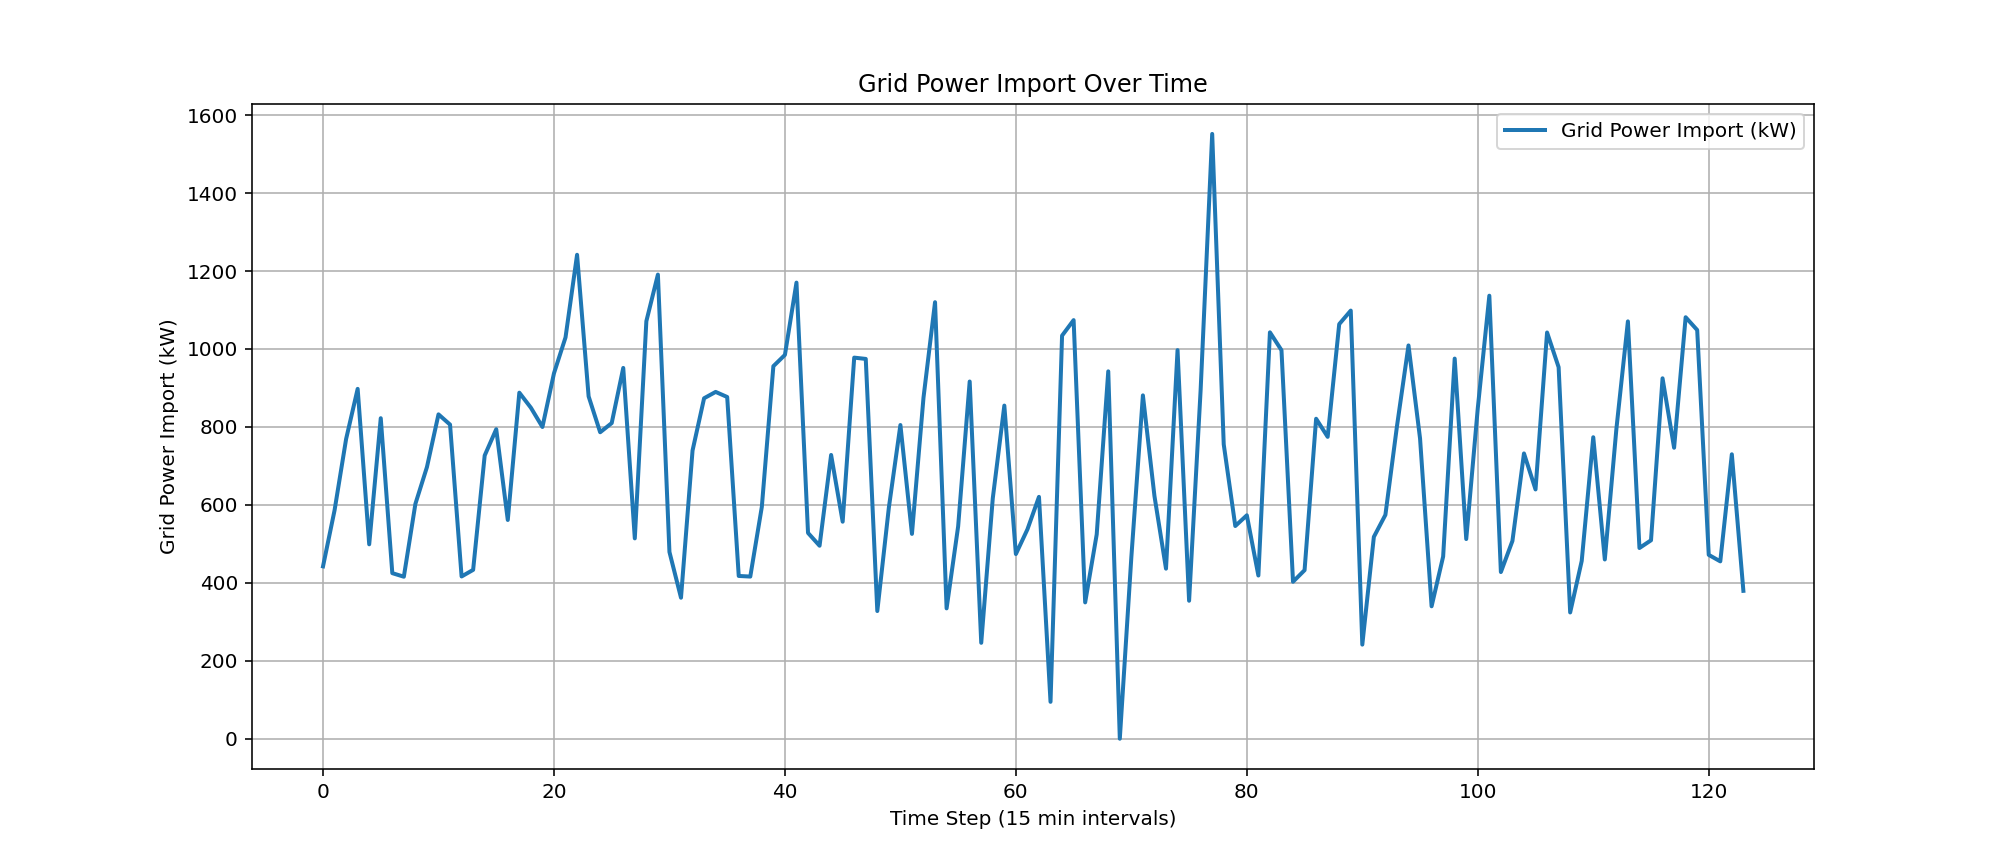 Grid Power Import Over Time
Grid Power Import (kW)
1600
1400
1200
1000
800
600
400
200
0
Grid Power Import (kW)
0 20 40 60 80 100 120
Time Step (15 min intervals)